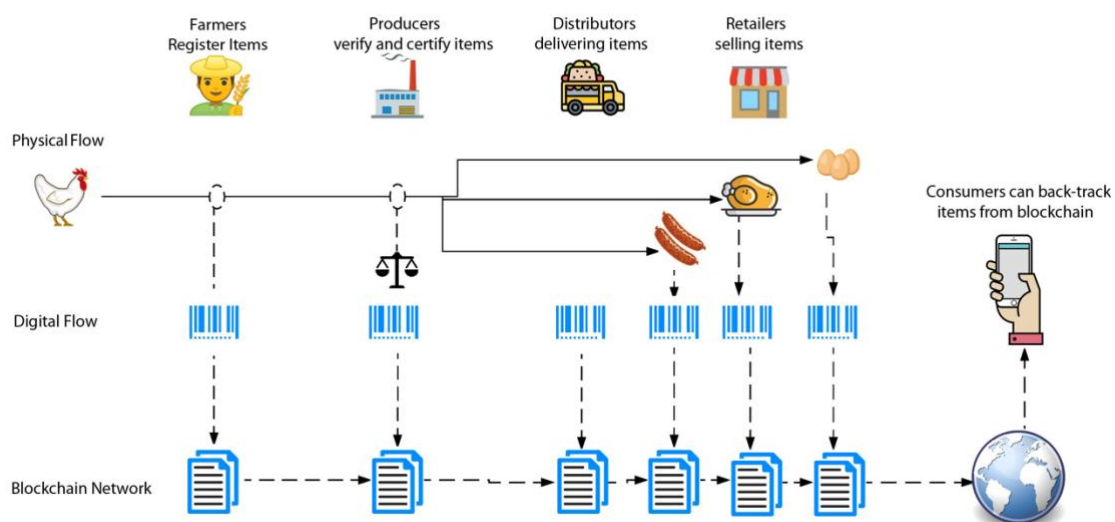 Farmers
Register Items
Producers
verify and certify items
Distributors
delivering items
Retailers
selling items
Physical Flow
Consumers can back-track
items from blockchain
Digital Flow
Blockchain Network